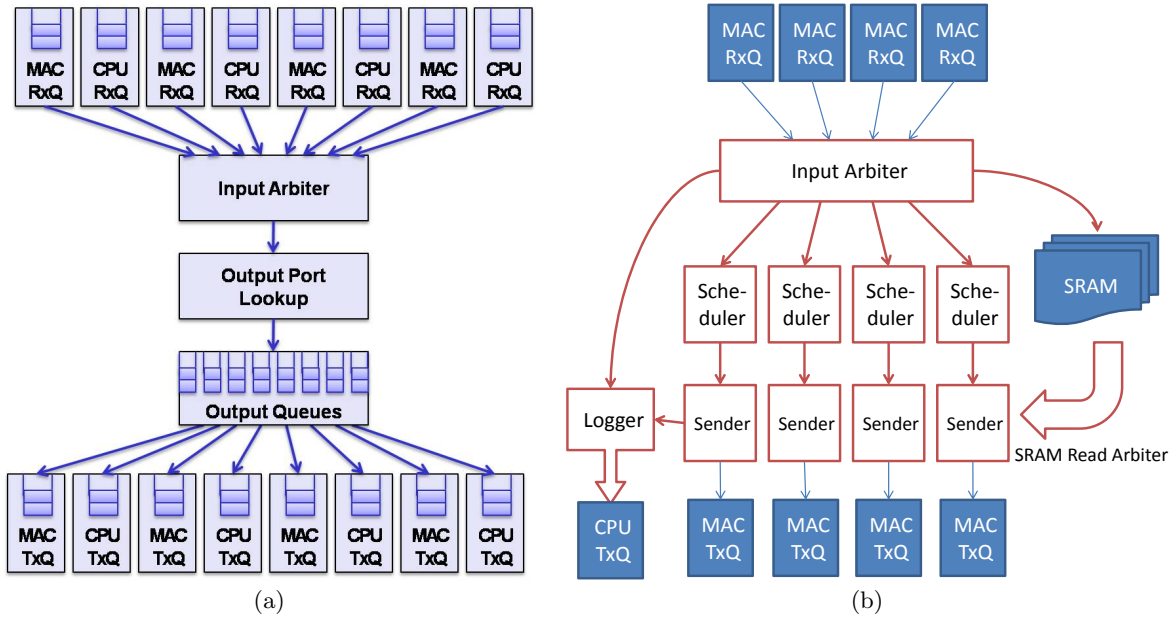 MAC CPU MAC CPU MAC CPU MAC CPU
RxQ RxQ RxQ RxQ RxQ RxQ RxQ RxQ
Input Arbiter
Output Port
Lookup
Output Queues
MAC CPU MAC CPU MAC CPU MAC CPU
TxQ TxQ TxQ TxQ TxQ TxQ TxQ TxQ
(a)
MAC MAC MAC MAC
RxQ RxQ RxQ RxQ
Input Arbiter
Sche- Sche- Sche- Sche-
duler duler duler duler
SRAM
Logger
Sender Sender Sender Sender
SRAM Read Arbiter
CPU MAC MAC MAC MAC
TxQ TxQ TxQ TxQ TxQ
(b)